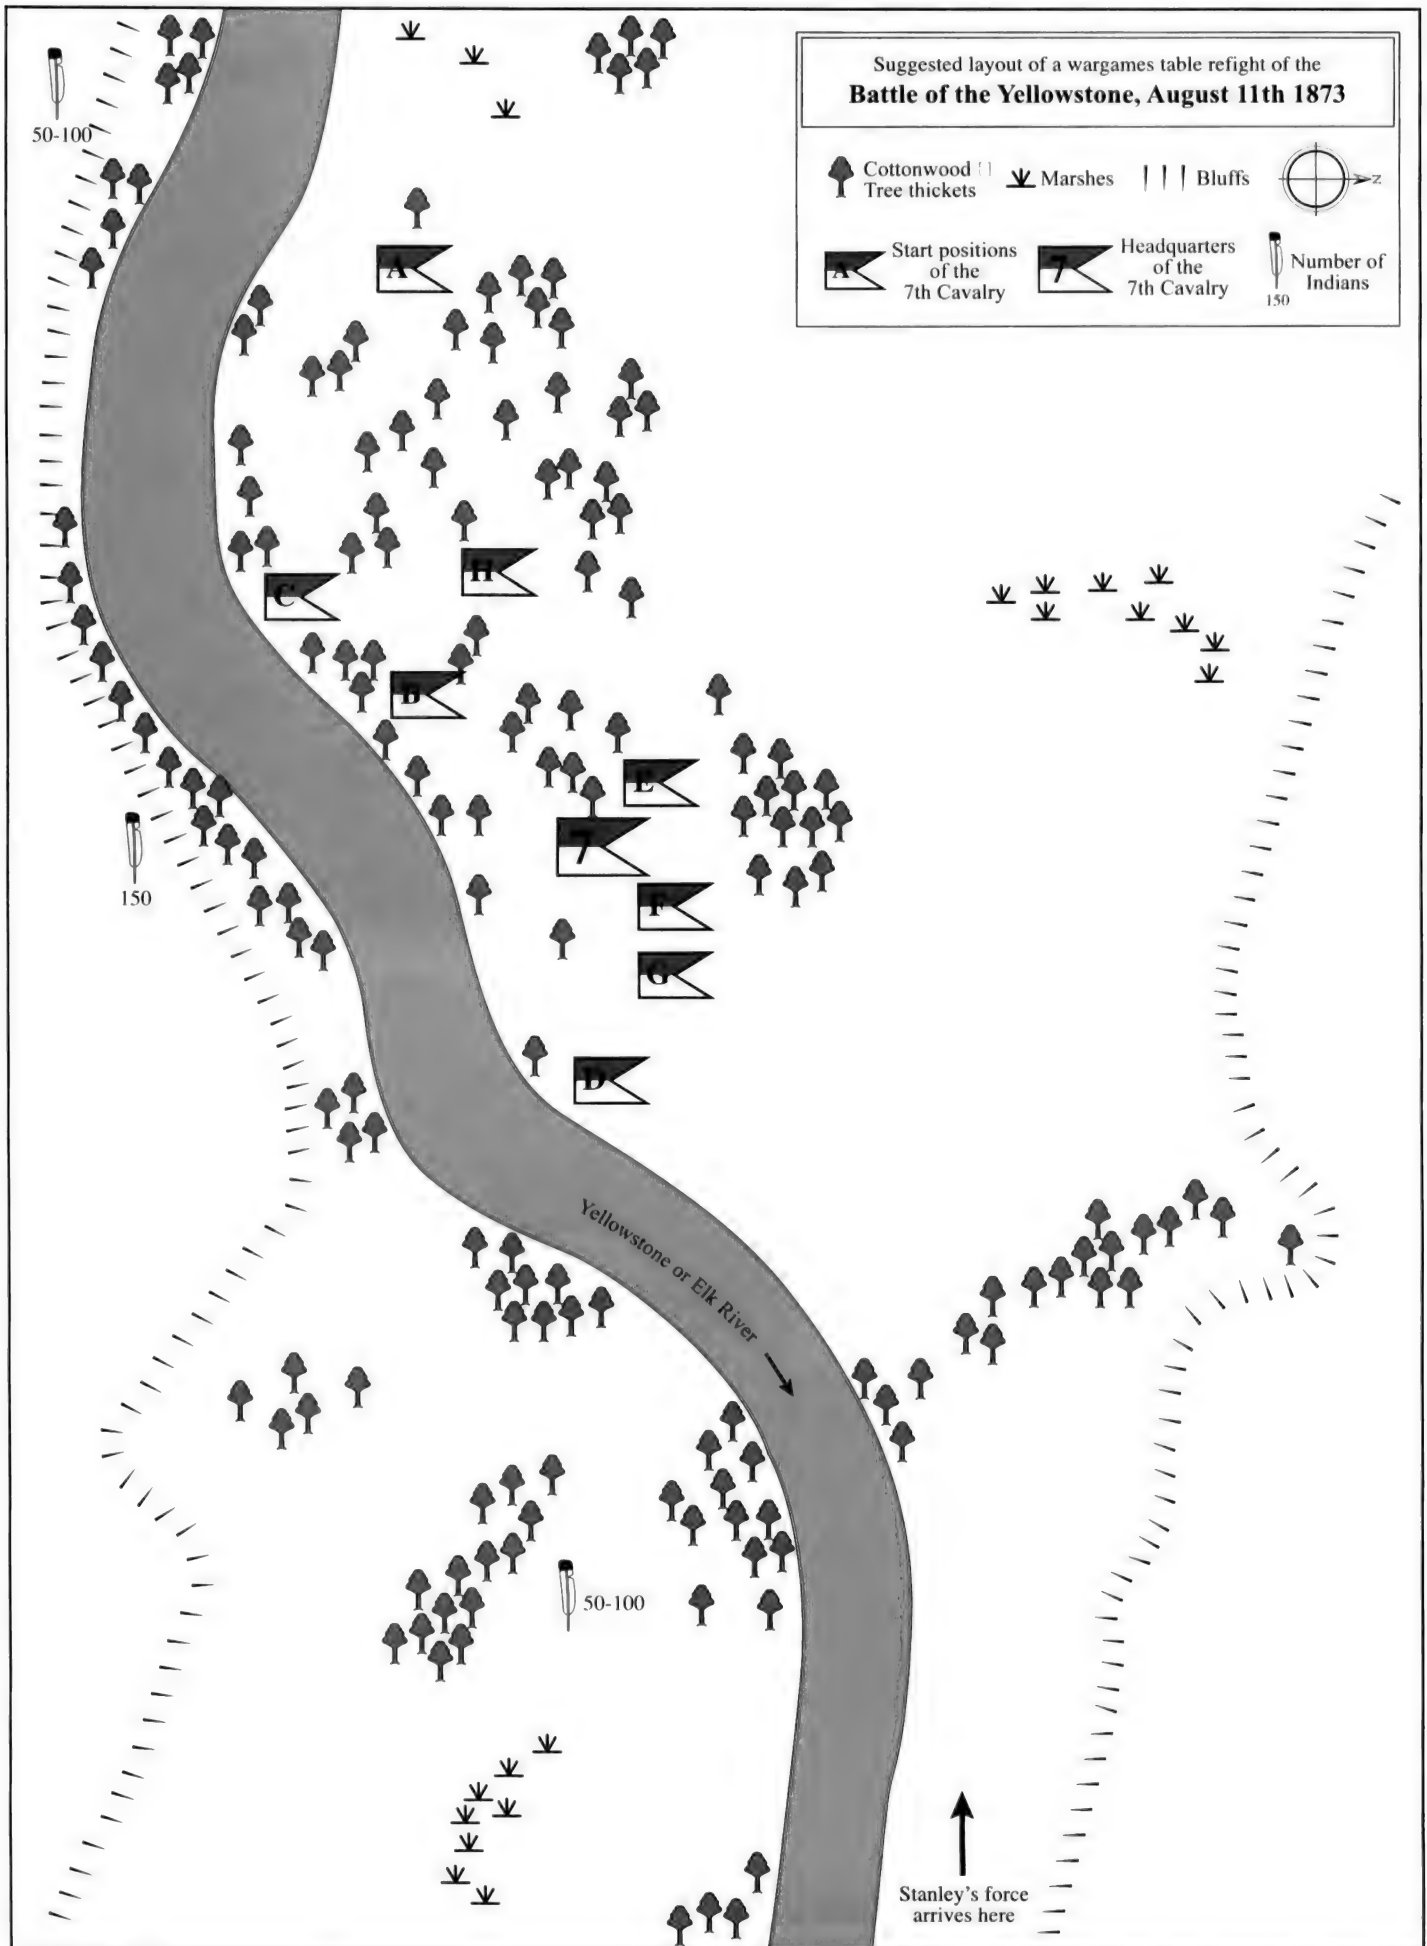 Suggested layout of a wargames table refight of the
Battle of the Yellowstone, August 11th 1873
Cottonwood
Tree thickets
Marshes
Bluffs
N
A
Start positions
of the
7th Cavalry
7
Headquarters
of the
7th Cavalry
150
Number of
Indians
50-100
A
H
C
B
E
7
150
F
G
D
Yellowstone or Elk River
50-100
Stanley's force
arrives here